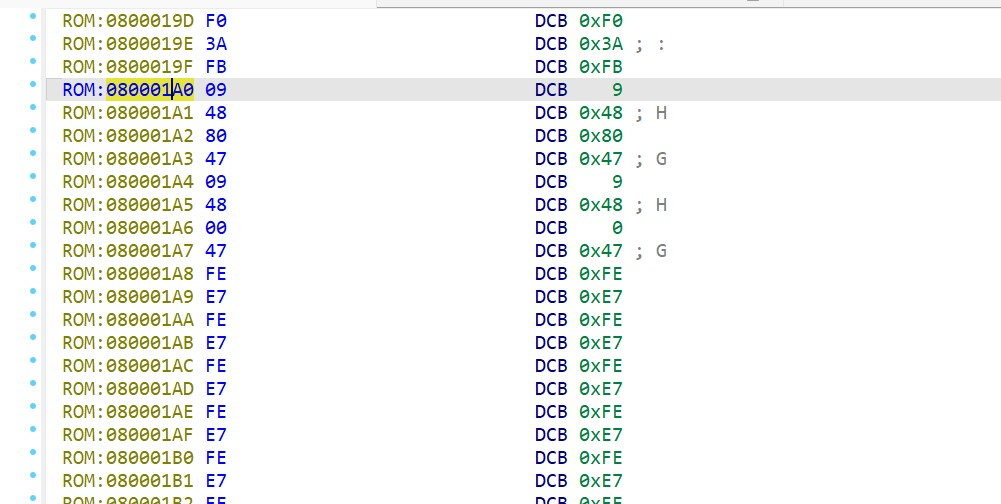 ROM:0800019D F0 DCB 0xF0
ROM:0800019E 3A DCB 0x3A ; :
ROM:0800019F FB DCB 0xFB
ROM:080001A0 09 DCB 9
ROM:080001A1 48 DCB 0x48 ; H
ROM:080001A2 80 DCB 0x80
ROM:080001A3 47 DCB 0x47 ; G
ROM:080001A4 09 DCB 9
ROM:080001A5 48 DCB 0x48 ; H
ROM:080001A6 00 DCB 0
ROM:080001A7 47 DCB 0x47 ; G
ROM:080001A8 FE DCB 0xFE
ROM:080001A9 E7 DCB 0xE7
ROM:080001AA FE DCB 0xFE
ROM:080001AB E7 DCB 0xE7
ROM:080001AC FE DCB 0xFE
ROM:080001AD E7 DCB 0xE7
ROM:080001AE FE DCB 0xFE
ROM:080001AF E7 DCB 0xE7
ROM:080001B0 FE DCB 0xFE
ROM:080001B1 E7 DCB 0xE7
ROM:080001B2 FE DCB 0xFE